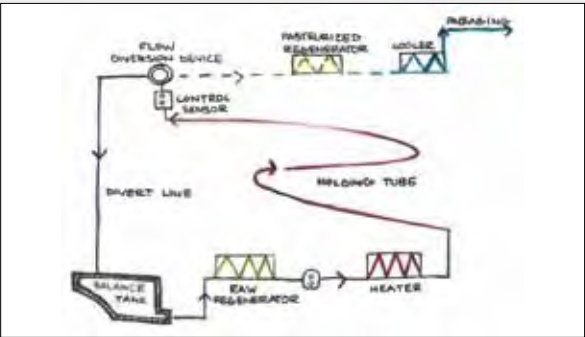 PACKAGING
PASTEURIZED
REGENERATOR
COOLER
FLOW
DIVERSION DEVICE
CONTROL
SENSOR
HOLDING TUBE
DIVERT LINE
BALANCE
TANK
RAW
REGENERATOR
HEATER